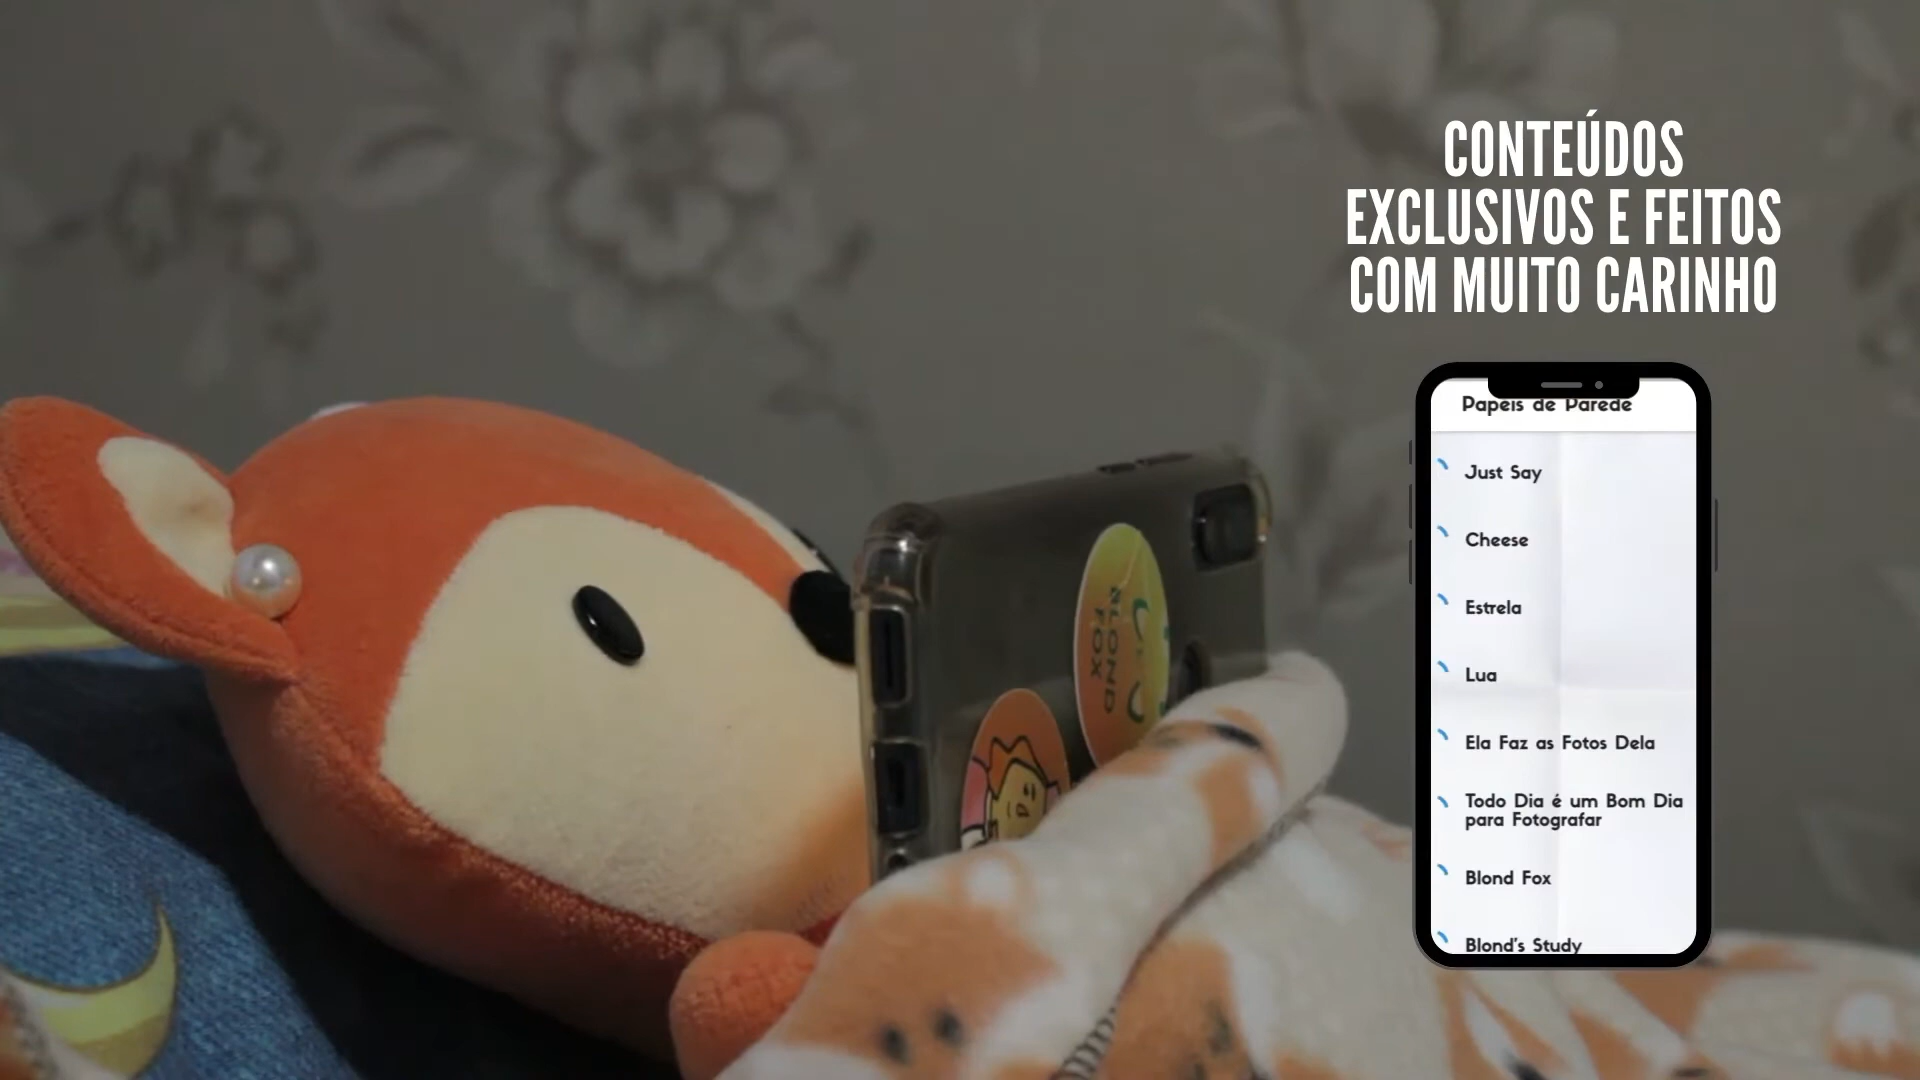 CONTEÚDOS
EXCLUSIVOS E FEITOS
COM MUITO CARINHO
Papéis de Parede
Just Say
Cheese
Estrela
Lua
Ela Faz as Fotos Dela
Todo Dia é um Bom Dia
para Fotografar
Blond Fox
Blond's Study
BLOND
FOX